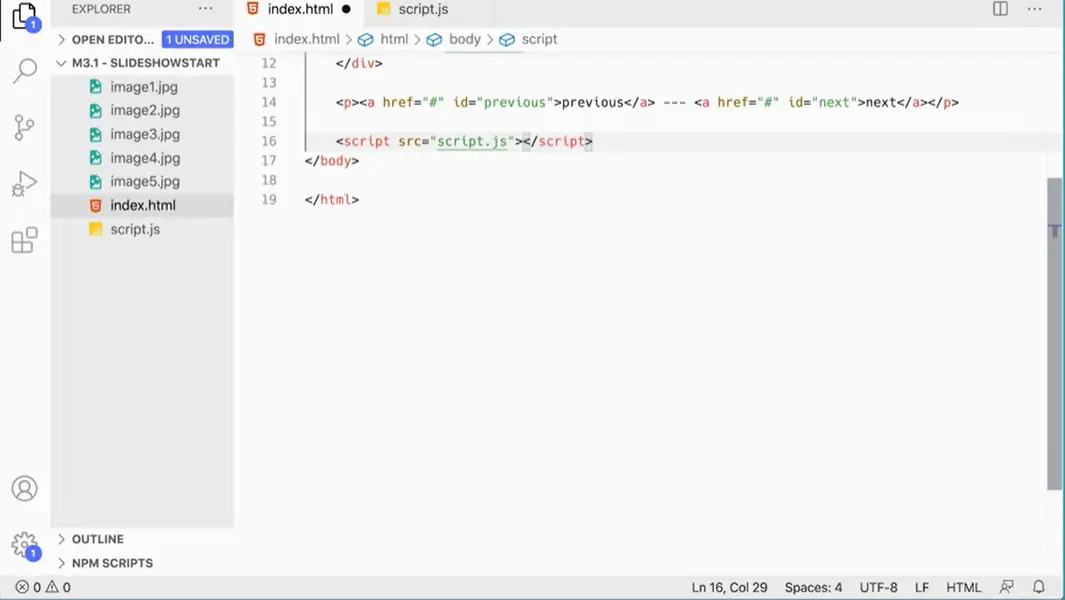 EXPLORER
index.html
script.js
1
OPEN EDITO... 1 UNSAVED
index.html > html > body > script
M3.1 - SLIDESHOWSTART
image1.jpg
image2.jpg
image3.jpg
image4.jpg
image5.jpg
index.html
script.js
12 </div>
13
14 <p><a href="#" id="previous">previous</a> --- <a href="#" id="next">next</a></p>
15
16 <script src="script.js"></script>
17 </body>
18
19 </html>
OUTLINE
1
NPM SCRIPTS
0 0
Ln 16, Col 29 Spaces: 4 UTF-8 LF HTML